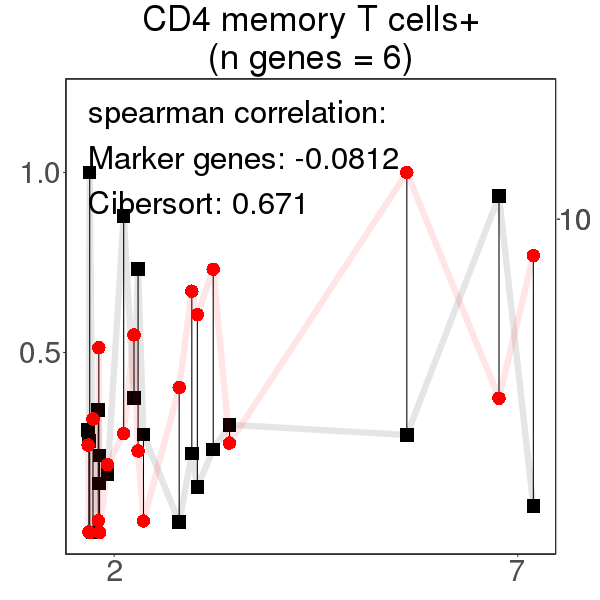 CD4 memory T cells+
(n genes = 6)
spearman correlation:
Marker genes: -0.0812
Cibersort: 0.671
1.0
0.5
10
2
7